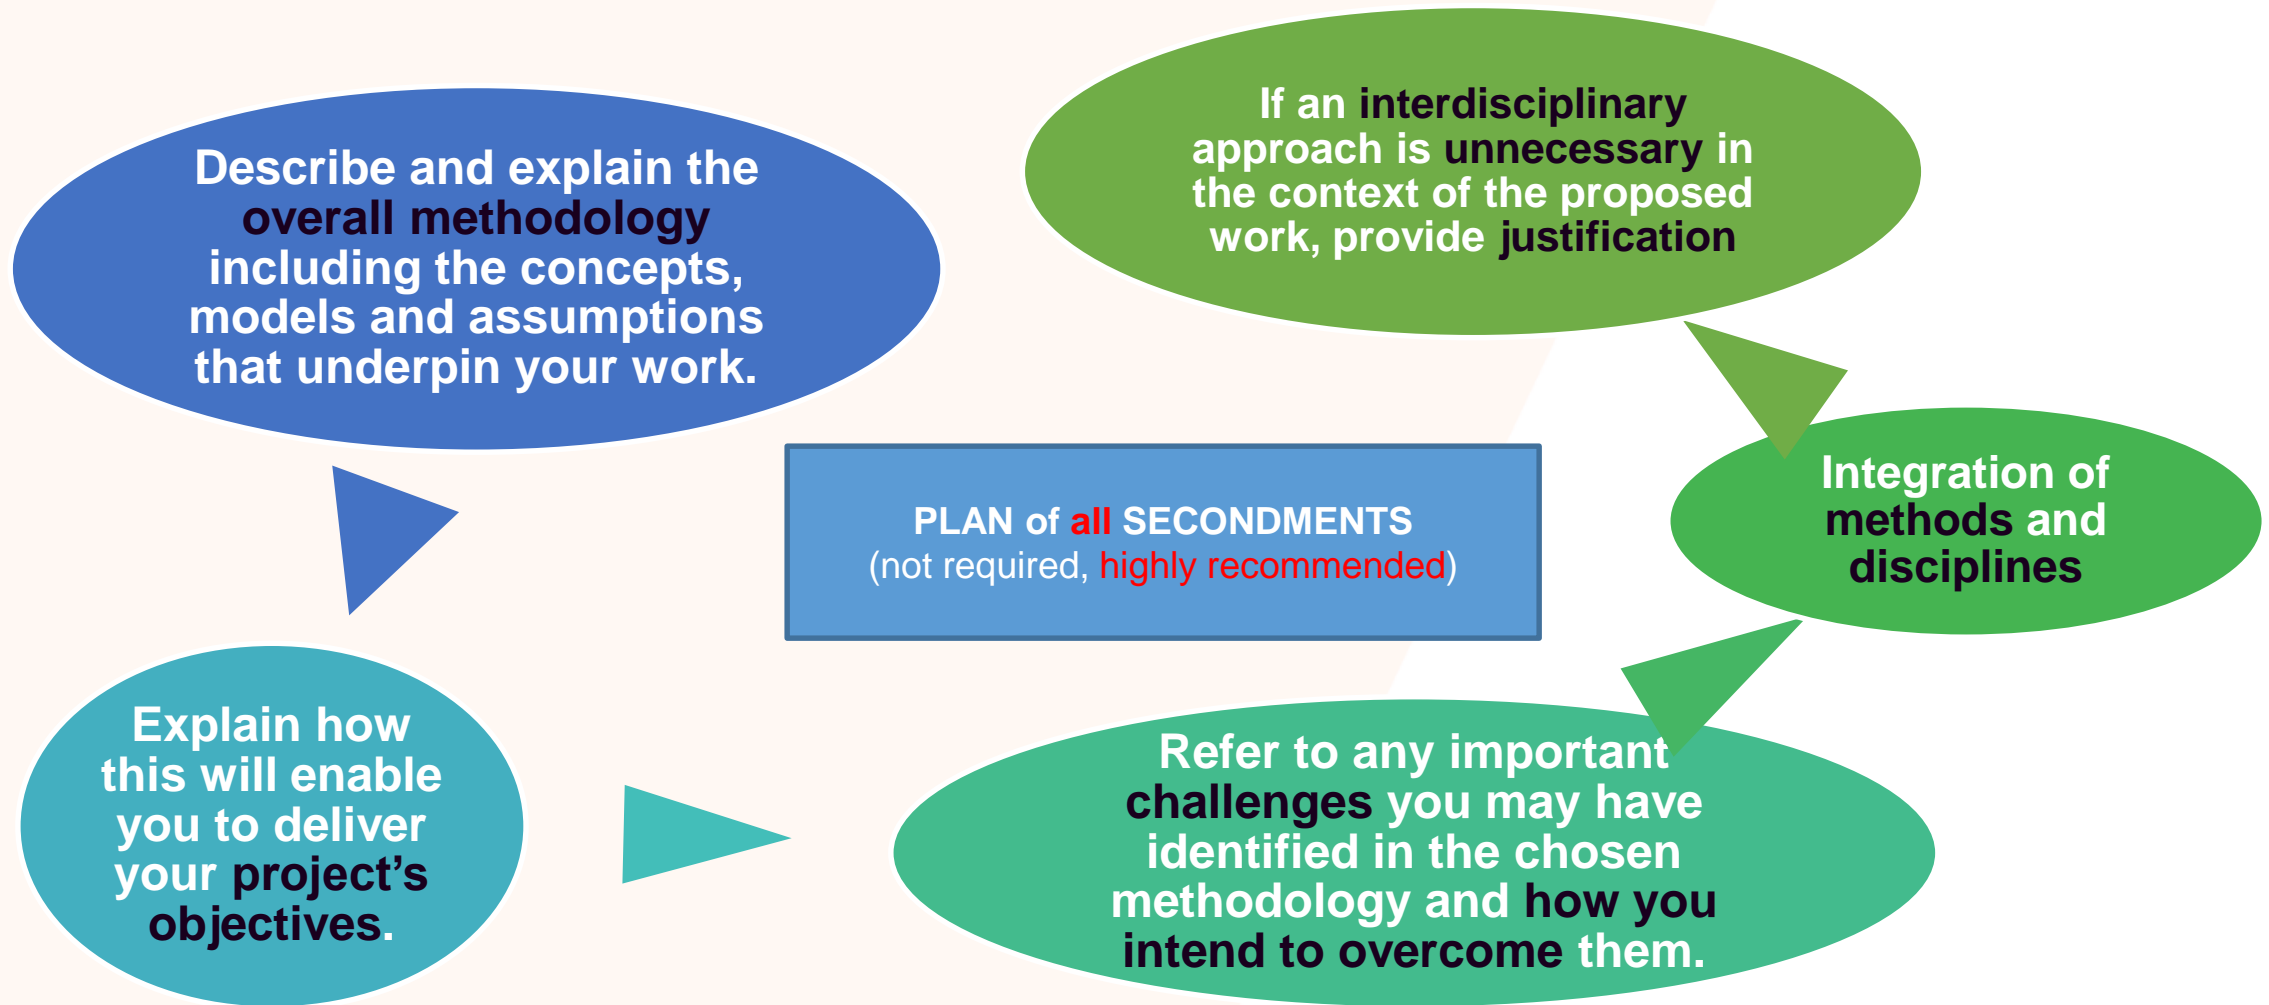 Describe and explain the
overall methodology
including the concepts,
models and assumptions
that underpin your work.
Explain how
this will enable
you to deliver
your project’s
objectives.
Refer to any important
challenges you may have
identified in the chosen
methodology and how you
intend to overcome them.
Integration of
methods and
disciplines
If an interdisciplinary
approach is unnecessary in
the context of the proposed
work, provide justification
PLAN of all SECONDMENTS
(not required, highly recommended)